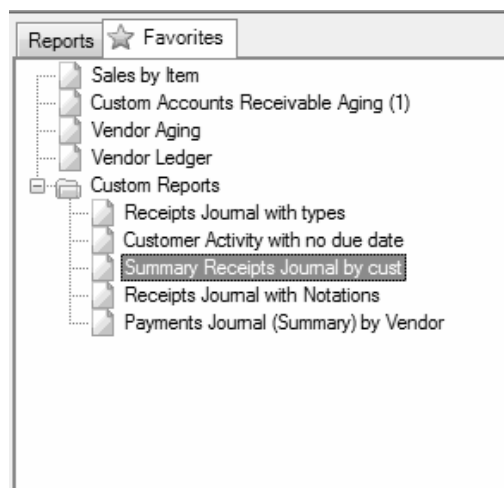 Reports Favorites
Sales by Item
Custom Accounts Receivable Aging (1)
Vendor Aging
Vendor Ledger
Custom Reports
Receipts Journal with types
Customer Activity with no due date
Summary Receipts Journal by cust
Receipts Journal with Notations
Payments Journal (Summary) by Vendor